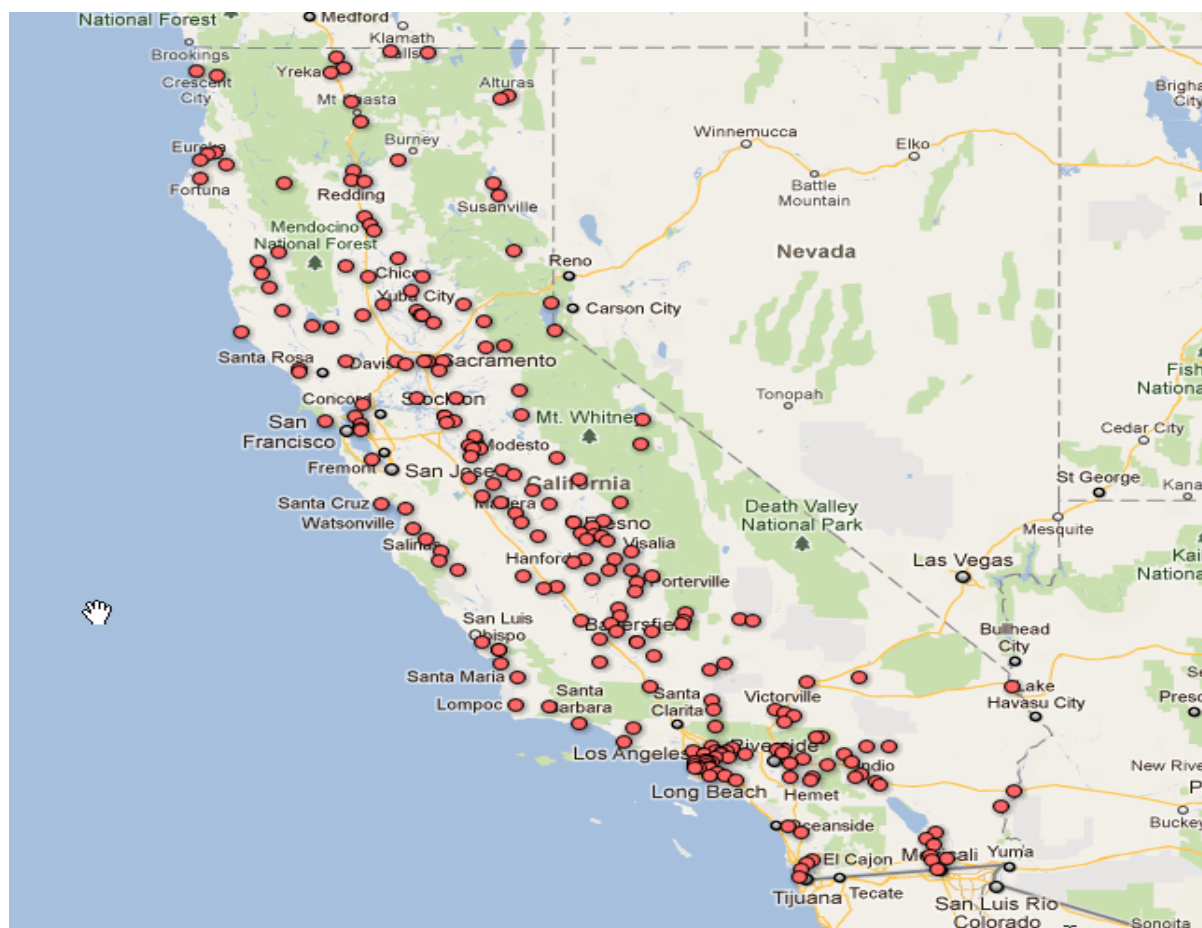 National Forest
Medford
Klamath
Falls
Brookings
Crescent
City
Yreka
Alturas
Mt Shasta
Brigha
City
Winnemucca
Elko
Burney
Eureka
Battle
Mountain
Fortuna
Redding
Susanville
Mendocino
National Forest
Nevada
Reno
Chico
Yuba City
Carson City
Santa Rosa
Davis
Sacramento
Fish
National
Tonopah
Concord
Stockton
San
Francisco
Mt. Whitney
Cedar City
Modesto
Fremont
San Jose
California
St George
Kana
Santa Cruz
Madera
Death Valley
National Park
Watsonville
Fresno
Mesquite
Salinas
Visalia
Hanford
Las Vegas
Kai
National
Porterville
San Luis
Obispo
Bakersfield
Bullhead
City
Santa Maria
Santa
Barbara
Santa
Clarita
Victorville
Lake
Havasu City
Presc
Lompoc
Los Angeles
Riverside
Indio
New River
P
Long Beach
Hemet
Buckey
Oceanside
El Cajon
Mexicali
Yuma
Tijuana
Tecate
San Luis Rio
Colorado
Sonoita